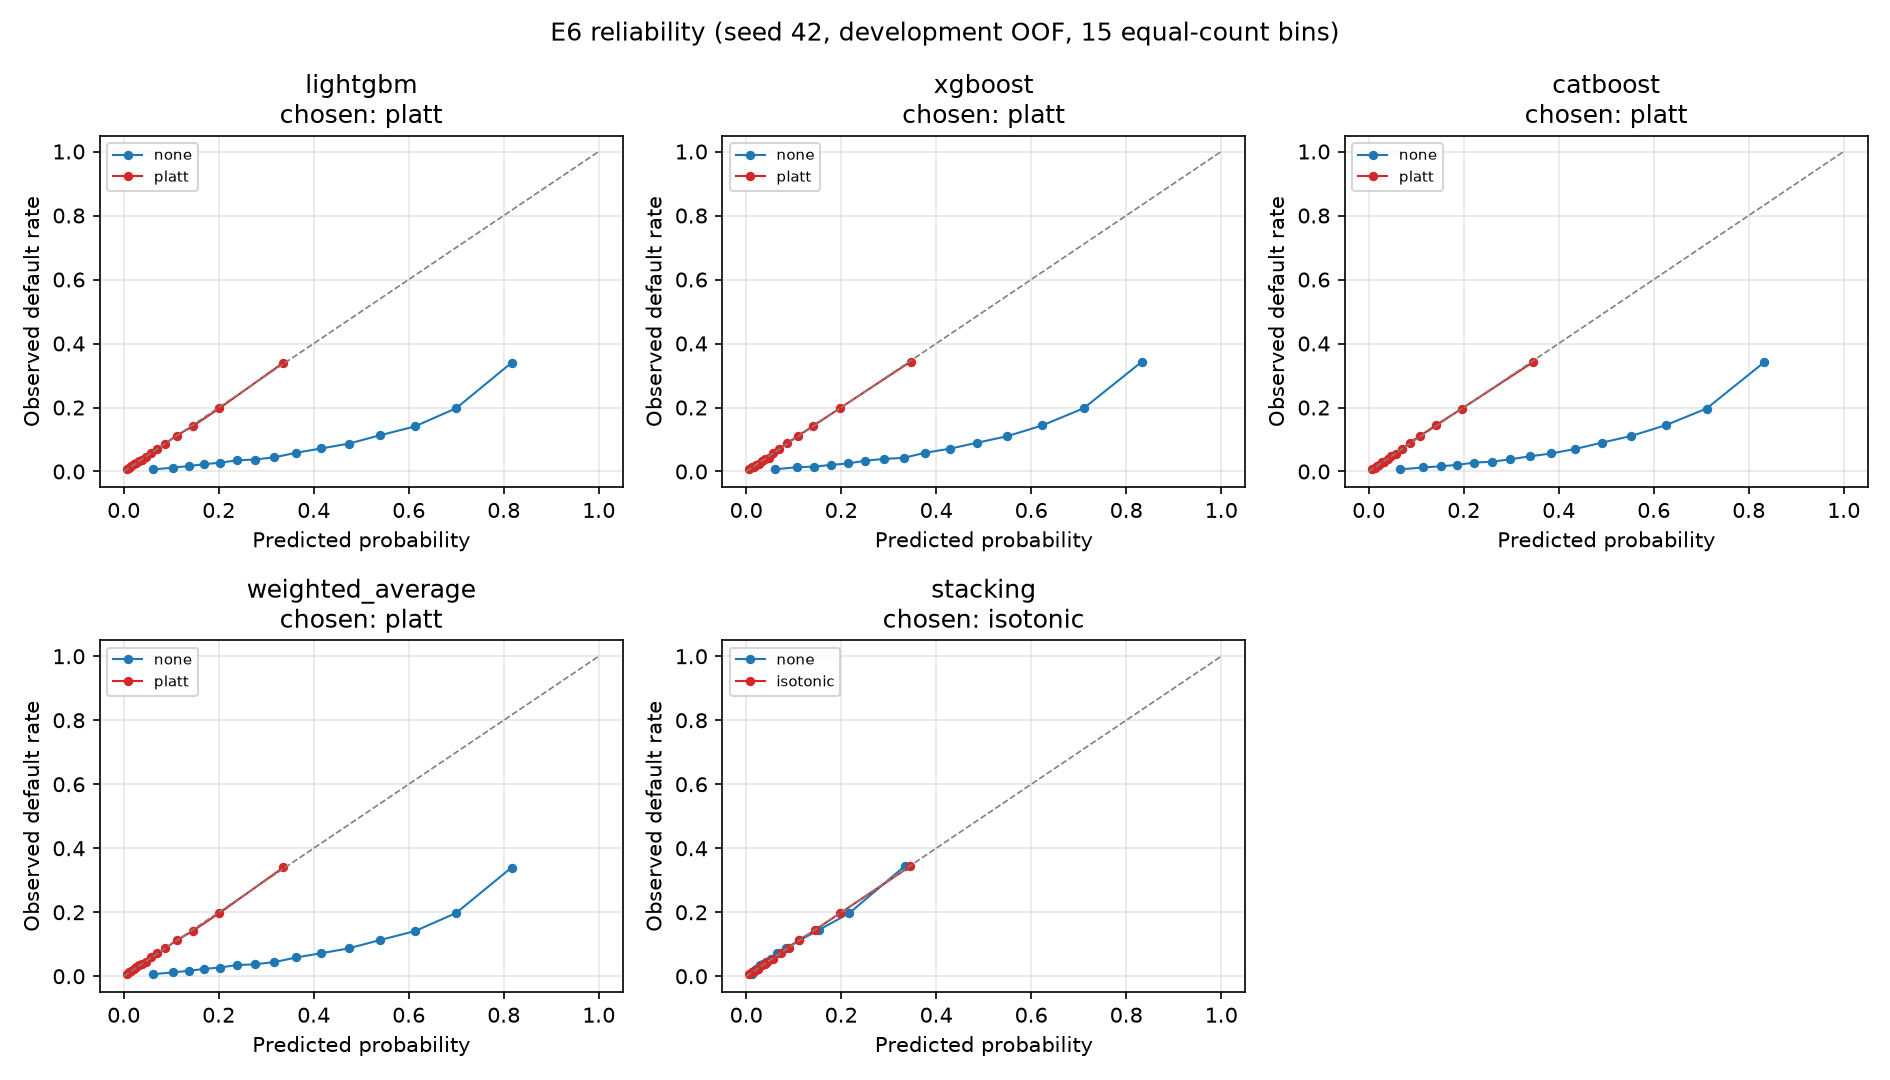 E6 reliability (seed 42, development OOF, 15 equal-count bins)
lightgbm
chosen: platt
none
platt
Observed default rate
1.0
0.8
0.6
0.4
0.2
0.0
0.0 0.2 0.4 0.6 0.8 1.0
Predicted probability
xgboost
chosen: platt
none
platt
Observed default rate
1.0
0.8
0.6
0.4
0.2
0.0
0.0 0.2 0.4 0.6 0.8 1.0
Predicted probability
catboost
chosen: platt
none
platt
Observed default rate
1.0
0.8
0.6
0.4
0.2
0.0
0.0 0.2 0.4 0.6 0.8 1.0
Predicted probability
weighted_average
chosen: platt
none
platt
Observed default rate
1.0
0.8
0.6
0.4
0.2
0.0
0.0 0.2 0.4 0.6 0.8 1.0
Predicted probability
stacking
chosen: isotonic
none
isotonic
Observed default rate
1.0
0.8
0.6
0.4
0.2
0.0
0.0 0.2 0.4 0.6 0.8 1.0
Predicted probability